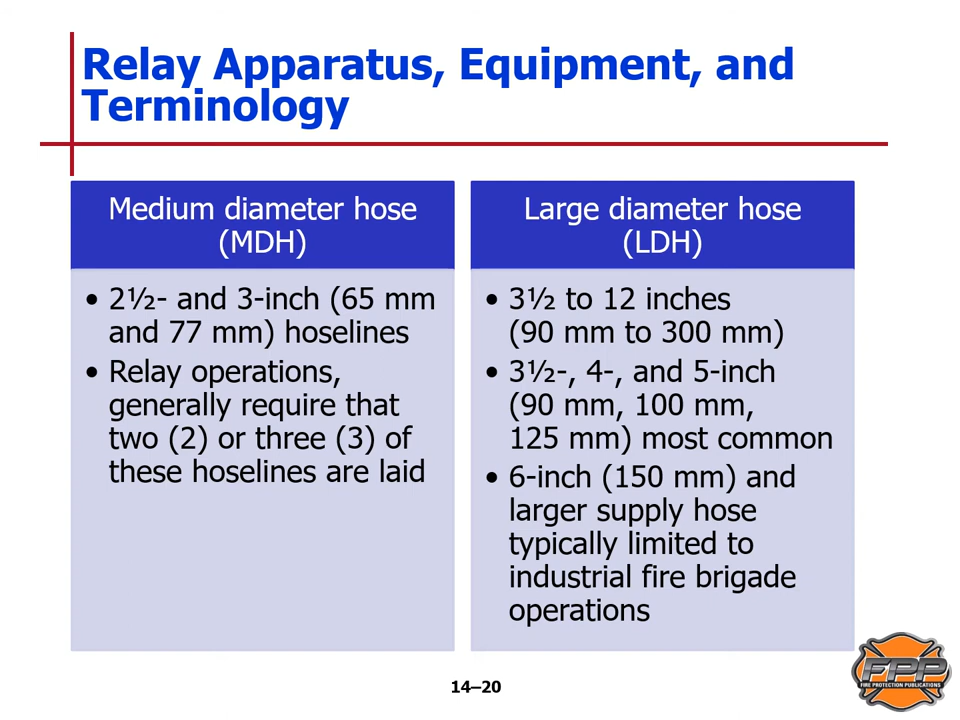 Relay Apparatus, Equipment, and
Terminology
Medium diameter hose
(MDH)
• 2½- and 3-inch (65 mm
and 77 mm) hoselines
• Relay operations,
generally require that
two (2) or three (3) of
these hoselines are laid
Large diameter hose
(LDH)
• 3½ to 12 inches
(90 mm to 300 mm)
• 3½-, 4-, and 5-inch
(90 mm, 100 mm,
125 mm) most common
• 6-inch (150 mm) and
larger supply hose
typically limited to
industrial fire brigade
operations
14–20
FPP
FIRE PROTECTION PUBLICATIONS